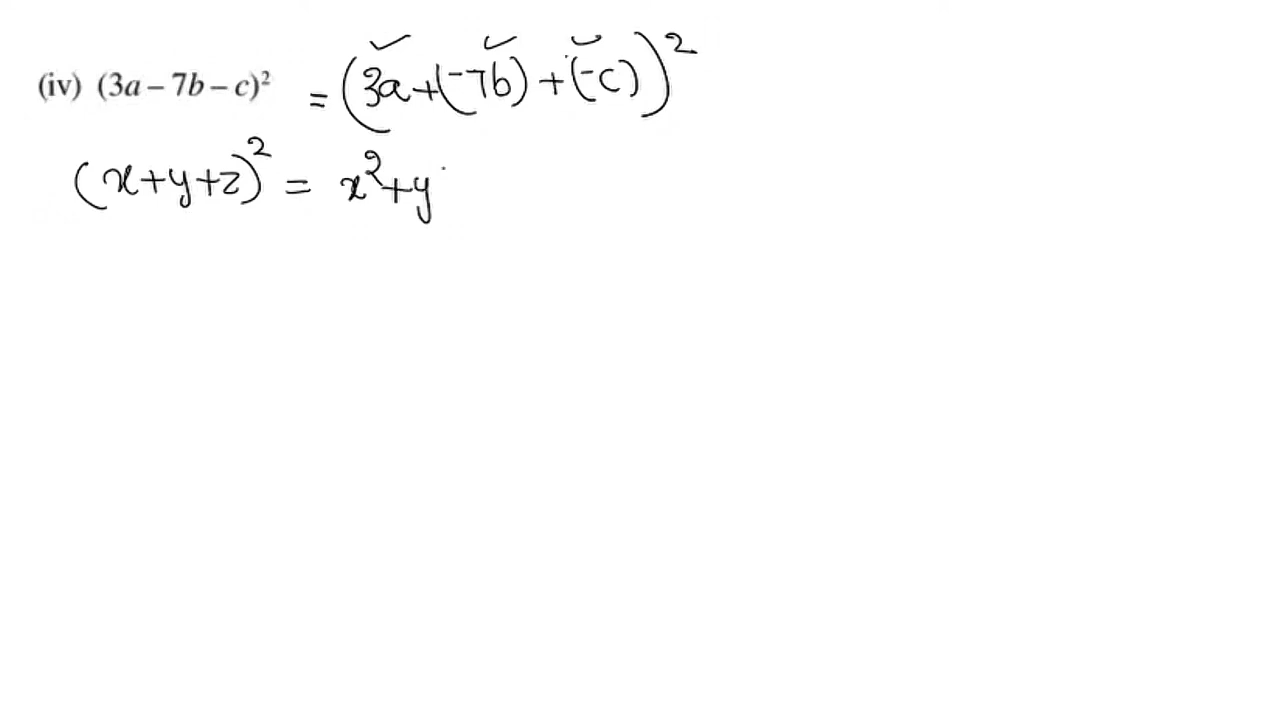 (iv) (3a – 7b – c)² = (3a+(-7b)+(-c))²
(x+y+z)² = x²+y